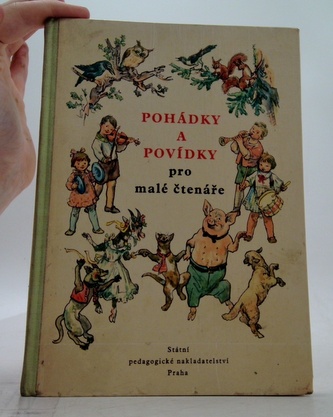 POHÁDKY
A
POVÍDKY
pro
malé čtenáře
Státní
pedagogické nakladatelství
Praha